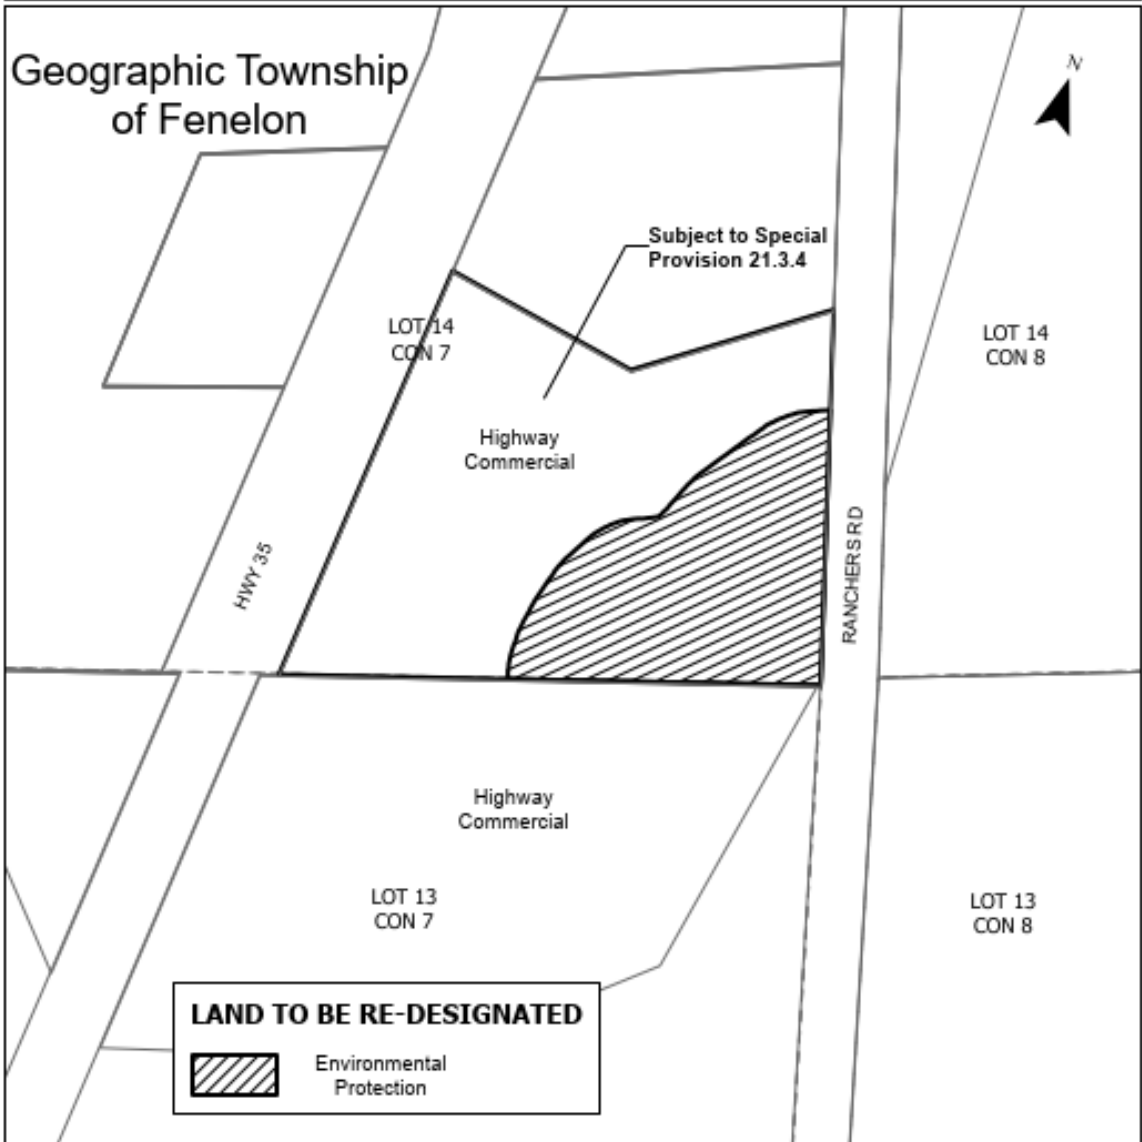 Geographic Township
of Fenelon
N
Subject to Special
Provision 21.3.4
LOT 14
CON 7
LOT 14
CON 8
Highway
Commercial
HWY 35
RANCHERS RD
Highway
Commercial
LOT 13
CON 7
LOT 13
CON 8
LAND TO BE RE-DESIGNATED
Environmental
Protection